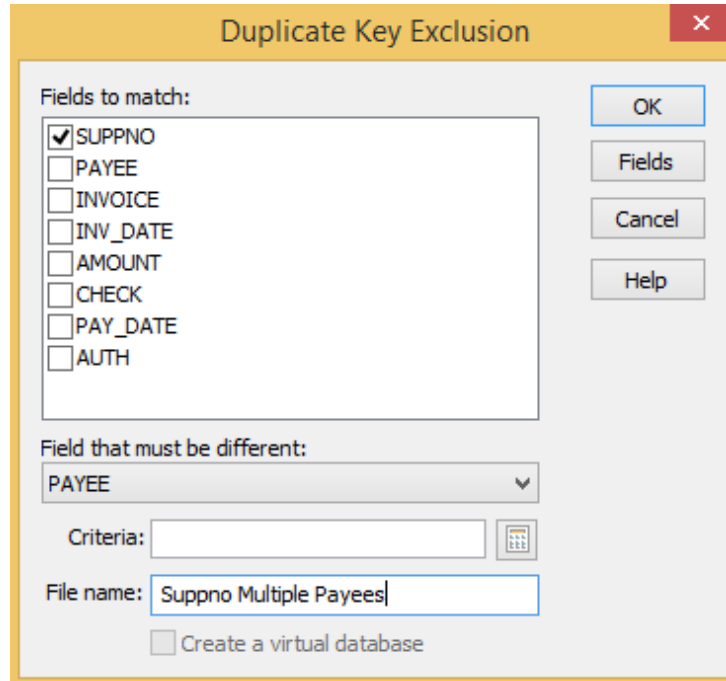 Duplicate Key Exclusion
Fields to match:
SUPPNO
PAYEE
INVOICE
INV_DATE
AMOUNT
CHECK
PAY_DATE
AUTH
OK
Fields
Cancel
Help
Field that must be different:
PAYEE
Criteria:
File name: Suppno Multiple Payees
Create a virtual database